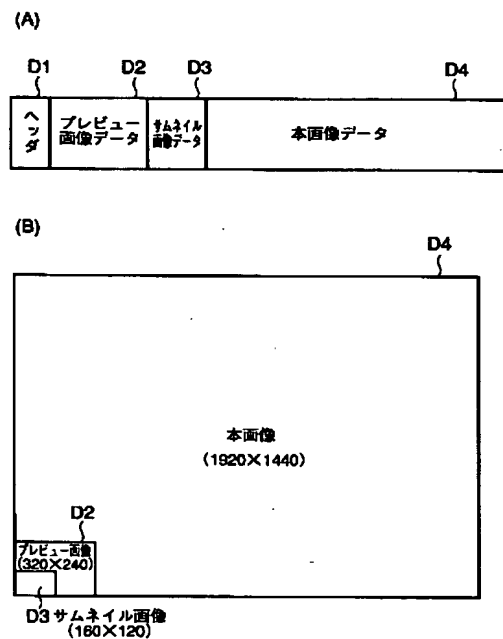 (A)
D1 D2 D3 D4
ヘッダ
プレビュー
画像データ
サムネイル
画像データ
本画像データ
(B)
D4
本画像
(1920×1440)
D2
プレビュー画像
(320×240)
D3 サムネイル画像
(160×120)